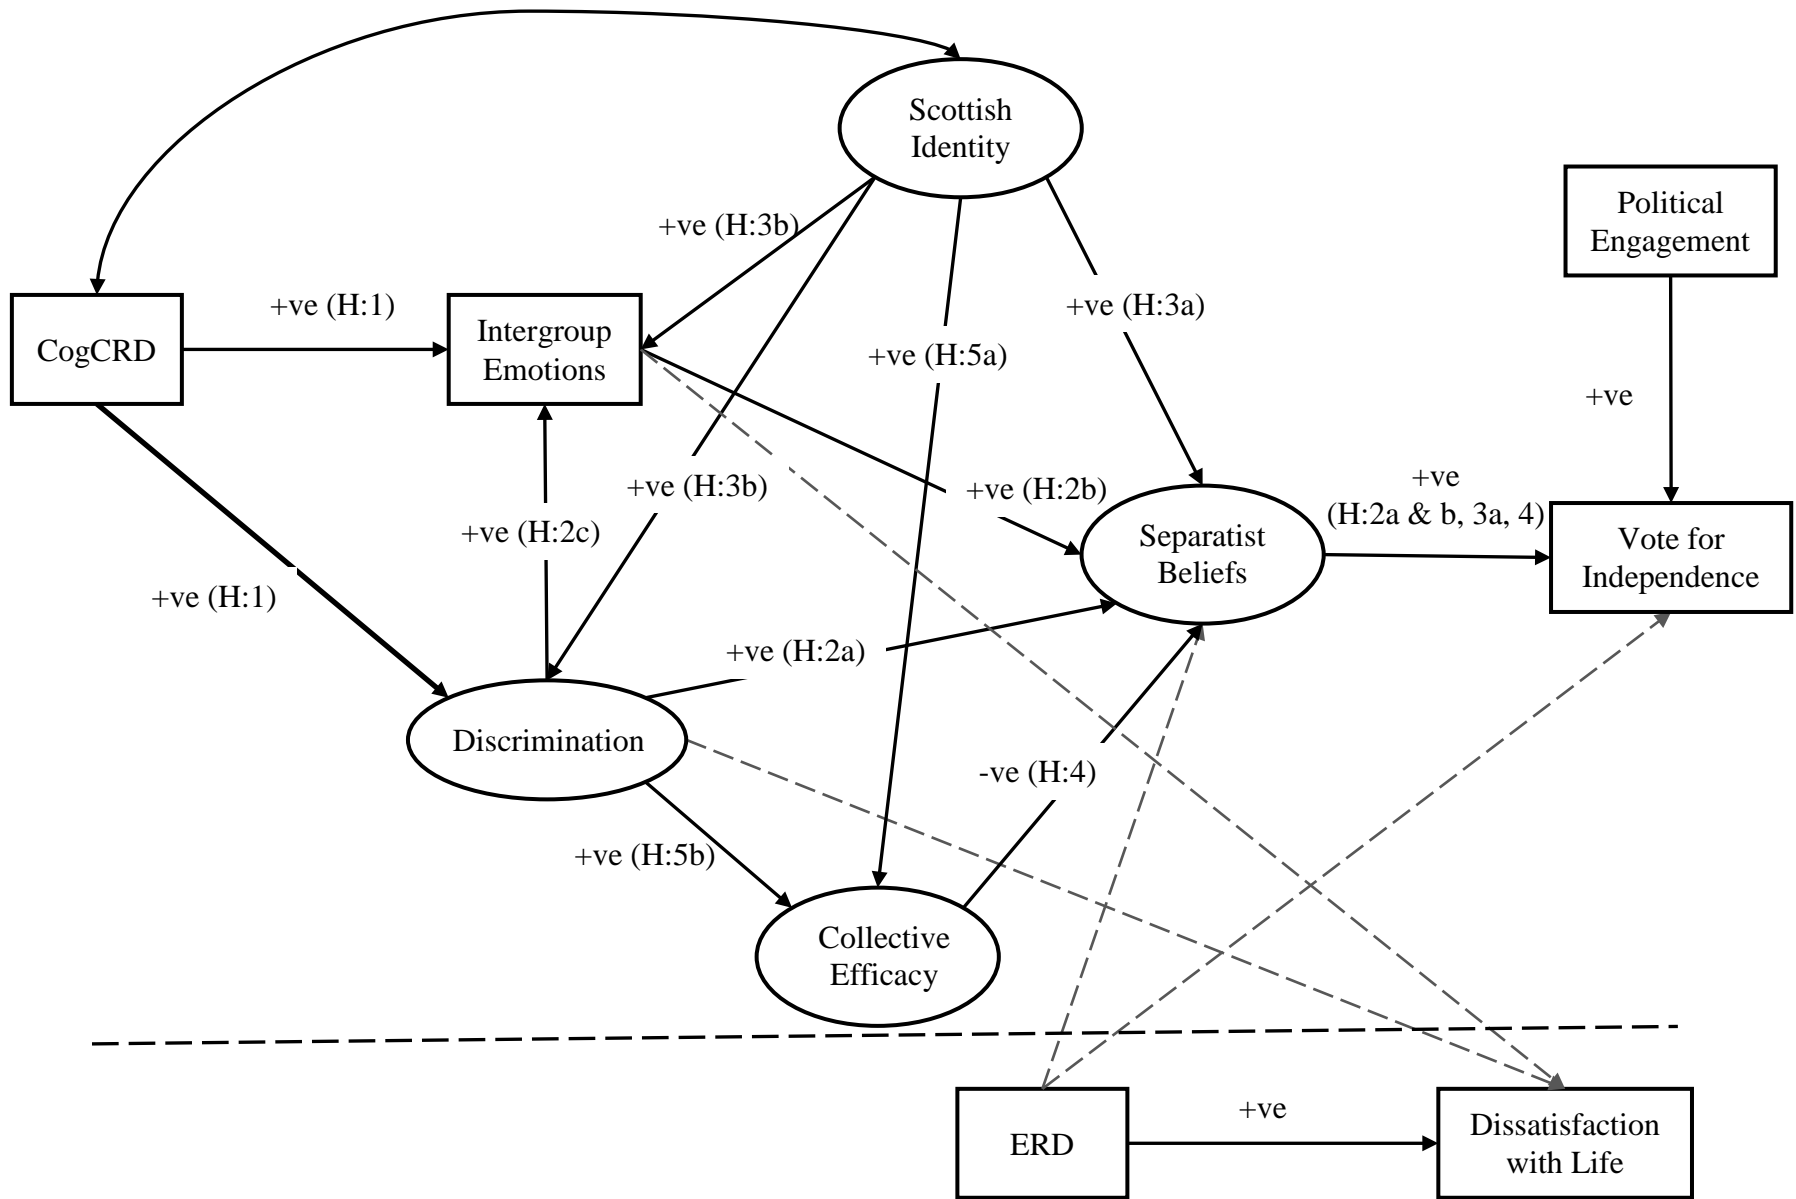 Scottish
Identity
Political
Engagement
+ve (H:3b)
+ve (H:1)
+ve (H:3a)
Intergroup
Emotions
CogCRD
+ve (H:5a)
+ve
+ve (H:3b)
+ve (H:2b)
+ve
(H:2a & b, 3a, 4)
+ve (H:2c)
Separatist
Beliefs
Vote for
Independence
+ve (H:1)
+ve (H:2a)
Discrimination
-ve (H:4)
+ve (H:5b)
Collective
Efficacy
+ve
ERD
Dissatisfaction
with Life